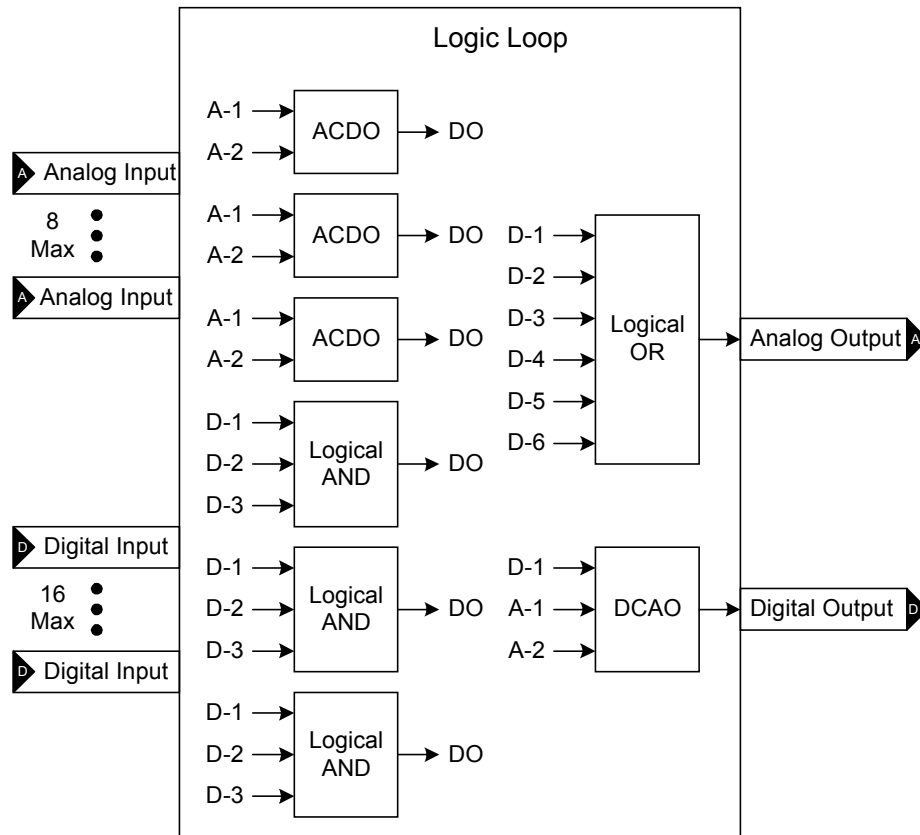 Logic Loop
A
Analog Input
8
Max
A
Analog Input
D
Digital Input
16
Max
D
Digital Input
A-1
A-2
ACDO
DO
A-1
A-2
ACDO
DO
A-1
A-2
ACDO
DO
D-1
D-2
D-3
Logical
AND
DO
D-1
D-2
D-3
Logical
AND
DO
D-1
D-2
D-3
Logical
AND
DO
D-1
D-2
D-3
D-4
D-5
D-6
Logical
OR
Analog Output
A
D-1
A-1
A-2
DCAO
Digital Output
D